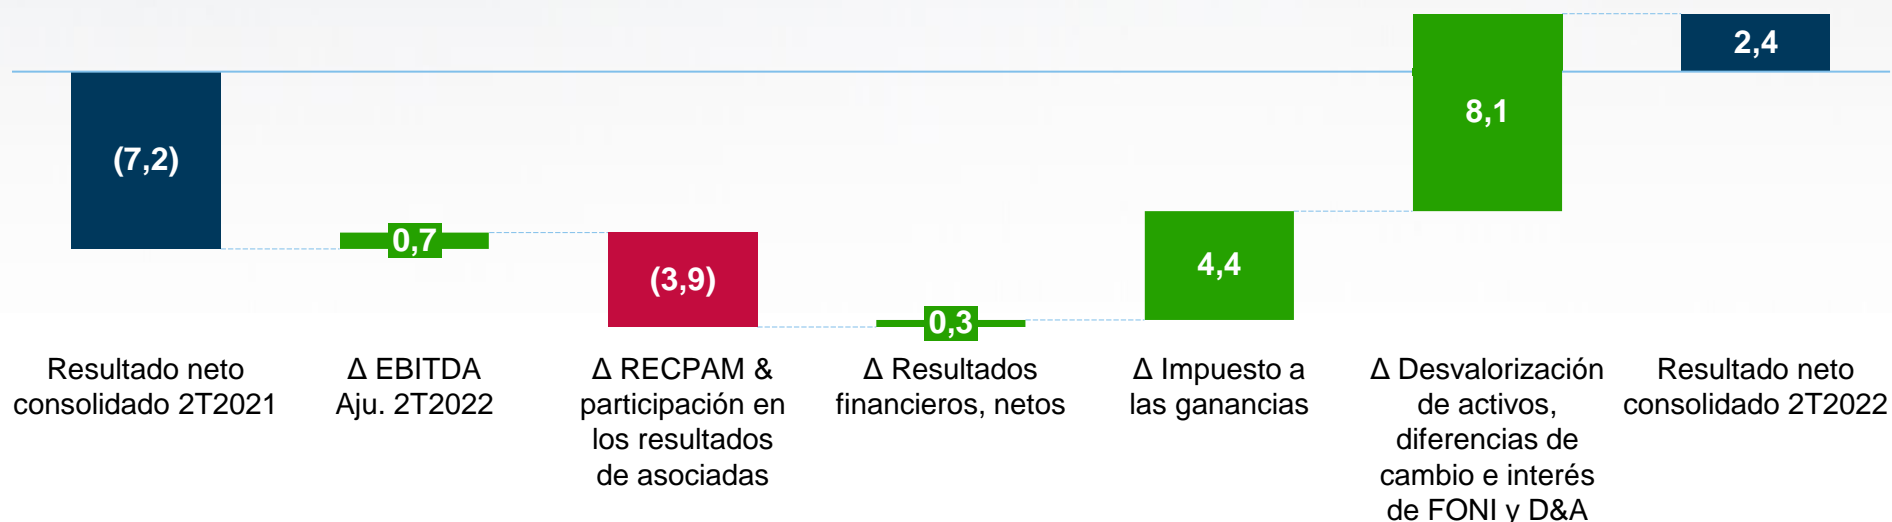 2,4
8,1
(7,2)
0,7
(3,9)
4,4
0,3
Resultado neto
consolidado 2T2021
Δ EBITDA
Aju. 2T2022
Δ RECPAM &
participación en
los resultados
de asociadas
Δ Resultados
financieros, netos
Δ Impuesto a
las ganancias
Δ Desvalorización
de activos,
diferencias de
cambio e interés
de FONI y D&A
Resultado neto
consolidado 2T2022